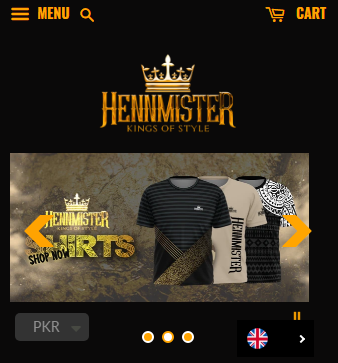 MENU
CART
HENNMISTER
KINGS OF STYLE
HENNMISTER
KINGS OF STYLE
SHIRTS
SHOP NOW
HENNMISTER
PKR